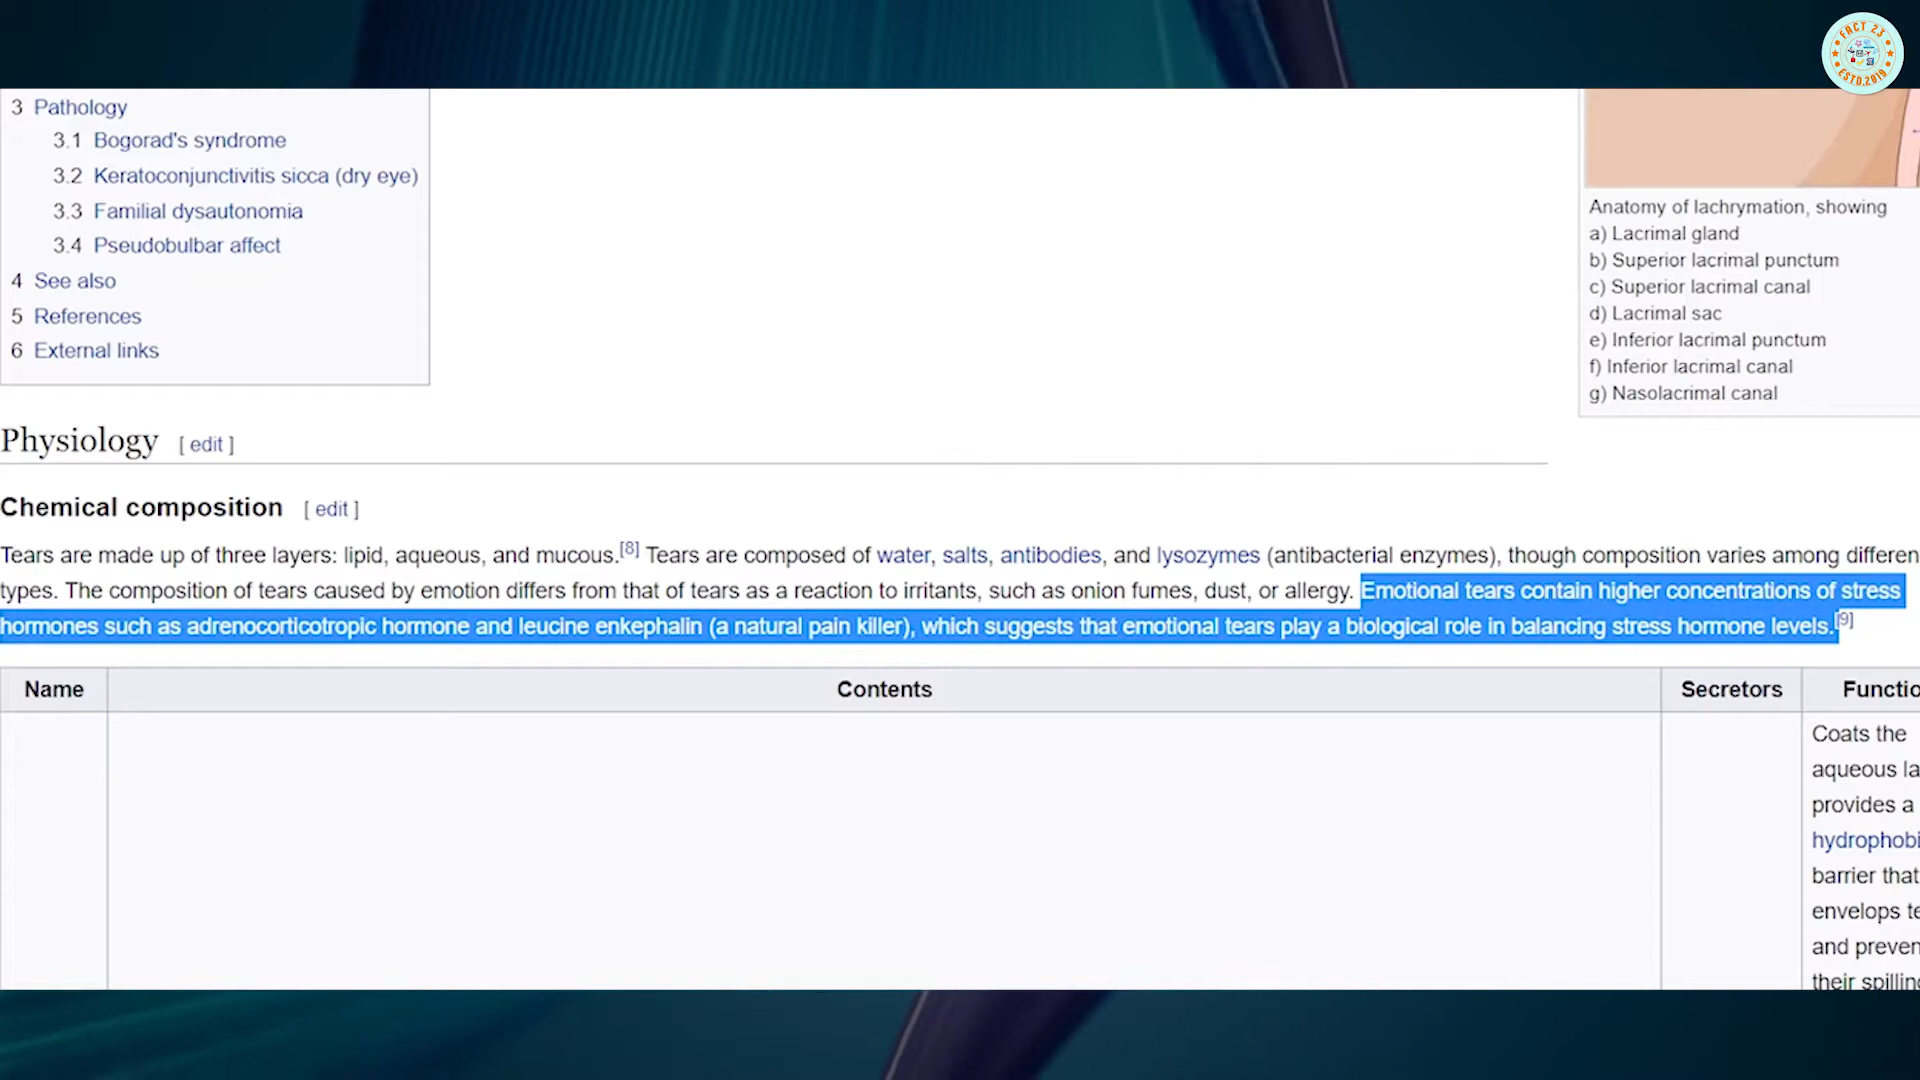 FACT 23
ESTD.2019
3 Pathology
3.1 Bogorad's syndrome
3.2 Keratoconjunctivitis sicca (dry eye)
3.3 Familial dysautonomia
3.4 Pseudobulbar affect
4 See also
5 References
6 External links
Anatomy of lachrymation, showing
a) Lacrimal gland
b) Superior lacrimal punctum
c) Superior lacrimal canal
d) Lacrimal sac
e) Inferior lacrimal punctum
f) Inferior lacrimal canal
g) Nasolacrimal canal
Physiology [ edit ]
Chemical composition [ edit ]
Tears are made up of three layers: lipid, aqueous, and mucous.[8] Tears are composed of water, salts, antibodies, and lysozymes (antibacterial enzymes), though composition varies among differen
types. The composition of tears caused by emotion differs from that of tears as a reaction to irritants, such as onion fumes, dust, or allergy. Emotional tears contain higher concentrations of stress
hormones such as adrenocorticotropic hormone and leucine enkephalin (a natural pain killer), which suggests that emotional tears play a biological role in balancing stress hormone levels.[9]
Name Contents Secretors Functio
Coats the
aqueous la
provides a
hydrophobi
barrier that
envelops te
and preven
their spilling